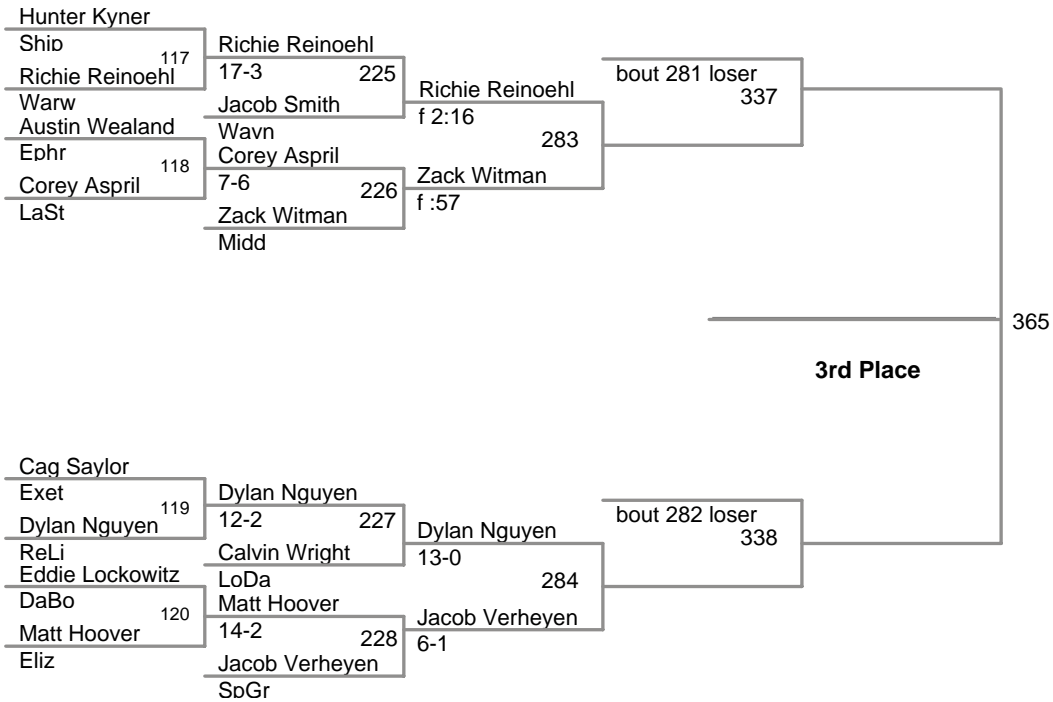 Hunter Kyner
Ship
117
Richie Reinoehl
Warw
Austin Wealand
Ephr
118
Corey Aspril
LaSt
Richie Reinoehl
17-3
225
Jacob Smith
Wayn
Corey Aspril
7-6
226
Zack Witman
Midd
Richie Reinoehl
f 2:16
283
Zack Witman
f :57
bout 281 loser
337
365
3rd Place
Cag Saylor
Exet
119
Dylan Nguyen
ReLi
Eddie Lockowitz
DaBo
120
Matt Hoover
Eliz
Dylan Nguyen
12-2
227
Calvin Wright
LoDa
Matt Hoover
14-2
228
Jacob Verheyen
SpGr
Dylan Nguyen
13-0
284
Jacob Verheyen
6-1
bout 282 loser
338